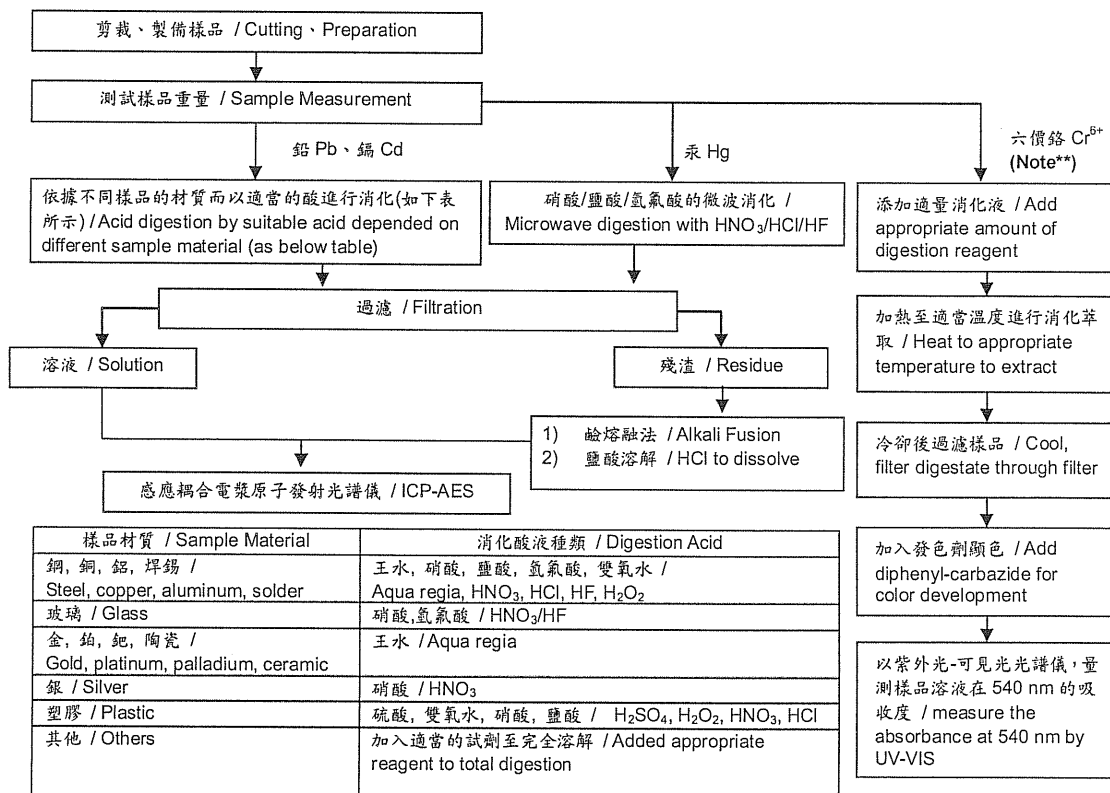 剪裁、製備樣品 / Cutting、Preparation
測試樣品重量 / Sample Measurement
鉛 Pb、鎘 Cd
汞 Hg
六價鉻 Cr⁶⁺
(Note**)
依據不同樣品的材質而以適當的酸進行消化(如下表
所示) / Acid digestion by suitable acid depended on
different sample material (as below table)
硝酸/鹽酸/氫氟酸的微波消化 /
Microwave digestion with HNO₃/HCl/HF
添加適量消化液 / Add
appropriate amount of
digestion reagent
過濾 / Filtration
加熱至適當溫度進行消化萃
取 / Heat to appropriate
temperature to extract
溶液 / Solution
殘渣 / Residue
1) 鹼熔融法 / Alkali Fusion
2) 鹽酸溶解 / HCl to dissolve
冷卻後過濾樣品 / Cool,
filter digestate through filter
感應耦合電漿原子發射光譜儀 / ICP-AES
加入發色劑顯色 / Add
diphenyl-carbazide for
color development
以紫外光-可見光光譜儀,量
測樣品溶液在 540 nm 的吸
收度 / measure the
absorbance at 540 nm by
UV-VIS
樣品材質 / Sample Material
消化酸液種類 / Digestion Acid
鋼, 銅, 鋁, 焊錫 /
Steel, copper, aluminum, solder
王水, 硝酸, 鹽酸, 氫氟酸, 雙氧水 /
Aqua regia, HNO₃, HCl, HF, H₂O₂
玻璃 / Glass
硝酸,氫氟酸 / HNO₃/HF
金, 鉑, 鈀, 陶瓷 /
Gold, platinum, palladium, ceramic
王水 / Aqua regia
銀 / Silver
硝酸 / HNO₃
塑膠 / Plastic
硫酸, 雙氧水, 硝酸, 鹽酸 / H₂SO₄, H₂O₂, HNO₃, HCl
其他 / Others
加入適當的試劑至完全溶解 / Added appropriate
reagent to total digestion